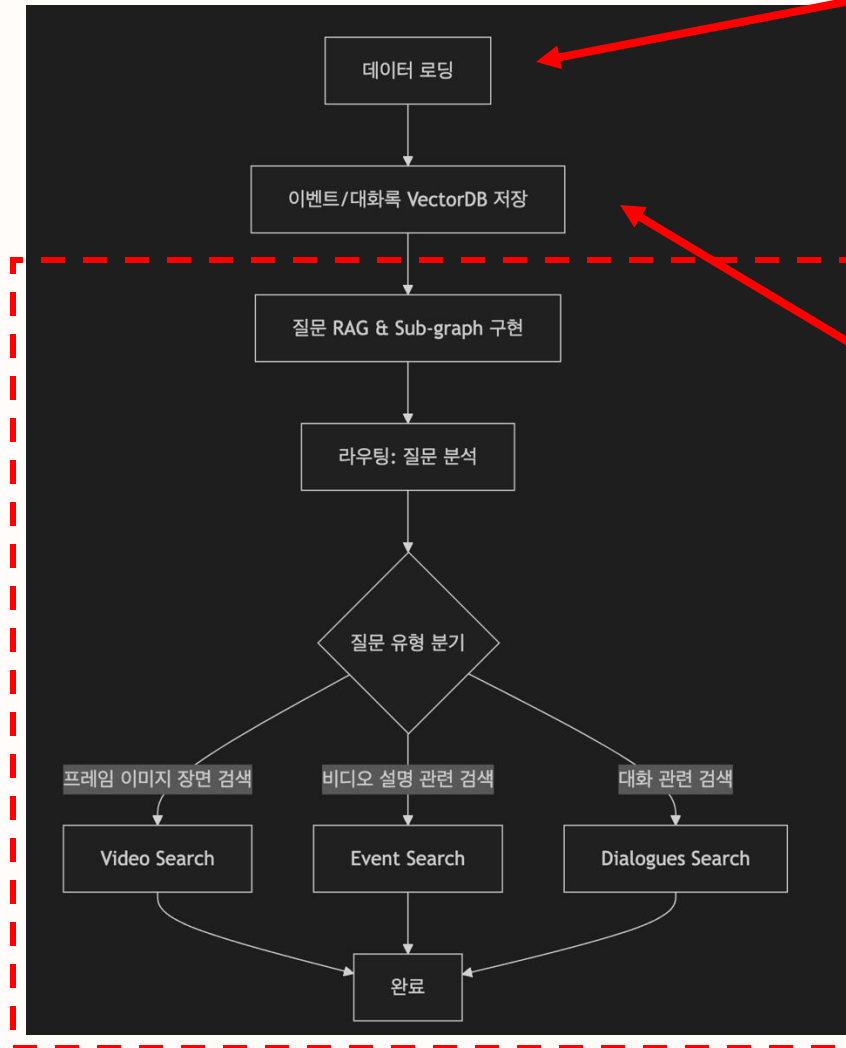 데이터 로딩
이벤트/대화록 VectorDB 저장
질문 RAG & Sub-graph 구현
라우팅: 질문 분석
질문 유형 분기
프레임 이미지 장면 검색
비디오 설명 관련 검색
대화 관련 검색
Video Search
Event Search
Dialogues Search
완료